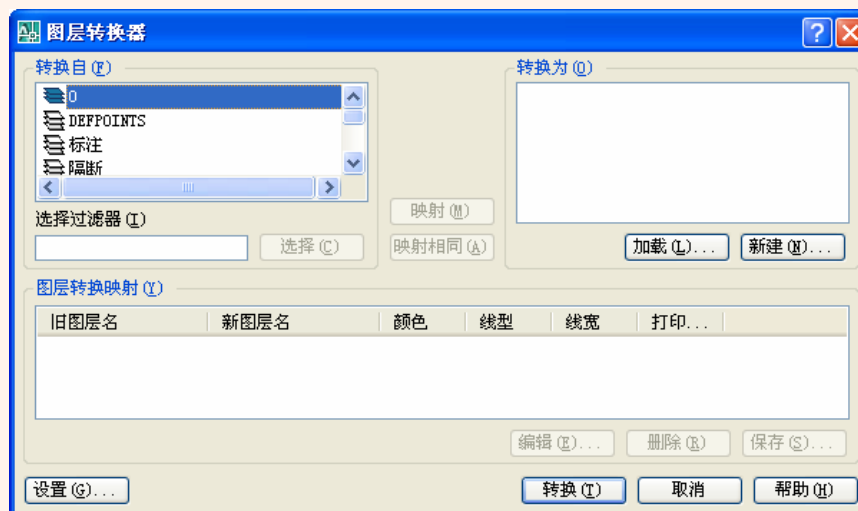 图层转换器
转换自(F)
0
DEFPOINTS
标注
隔断
选择过滤器(I)
选择(C)
映射(M)
映射相同(A)
转换为(O)
加载(L)...
新建(N)...
图层转换映射(Y)
旧图层名 新图层名 颜色 线型 线宽 打印...
编辑(E)... 删除(R) 保存(S)...
设置(G)... 转换(T) 取消 帮助(H)